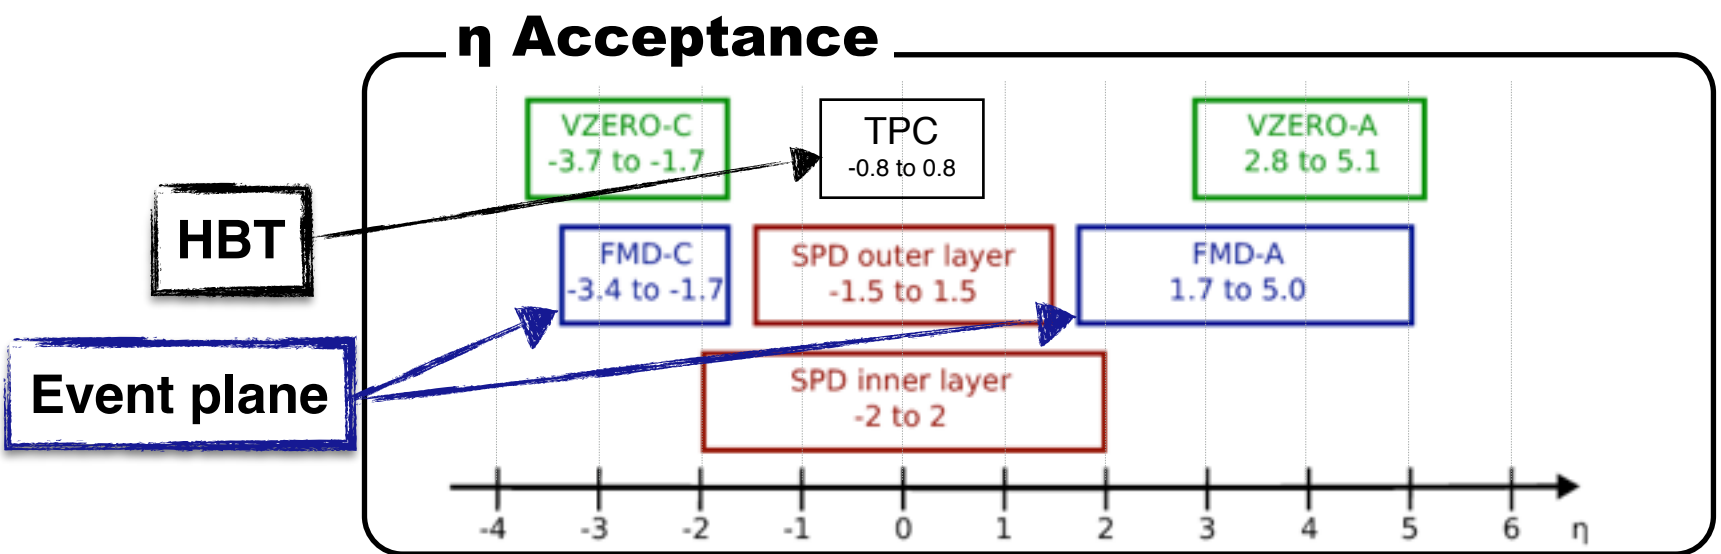 η Acceptance
VZERO-C
-3.7 to -1.7
TPC
-0.8 to 0.8
VZERO-A
2.8 to 5.1
HBT
FMD-C
-3.4 to -1.7
SPD outer layer
-1.5 to 1.5
FMD-A
1.7 to 5.0
Event plane
SPD inner layer
-2 to 2
-4 -3 -2 -1 0 1 2 3 4 5 6 η